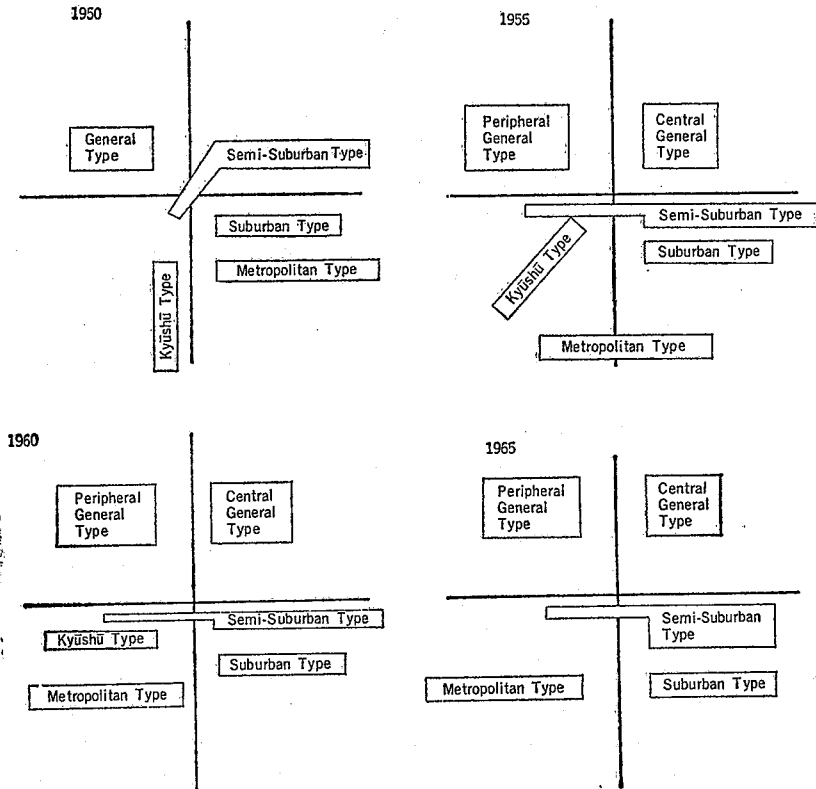 1950
General
Type
Semi-Suburban Type
Suburban Type
Metropolitan Type
Kyūshū Type
1955
Peripheral
General
Type
Central
General
Type
Semi-Suburban Type
Suburban Type
Kyūshū Type
Metropolitan Type
1960
Peripheral
General
Type
Central
General
Type
Semi-Suburban Type
Kyūshū Type
Suburban Type
Metropolitan Type
1965
Peripheral
General
Type
Central
General
Type
Semi-Suburban
Type
Metropolitan Type
Suburban Type